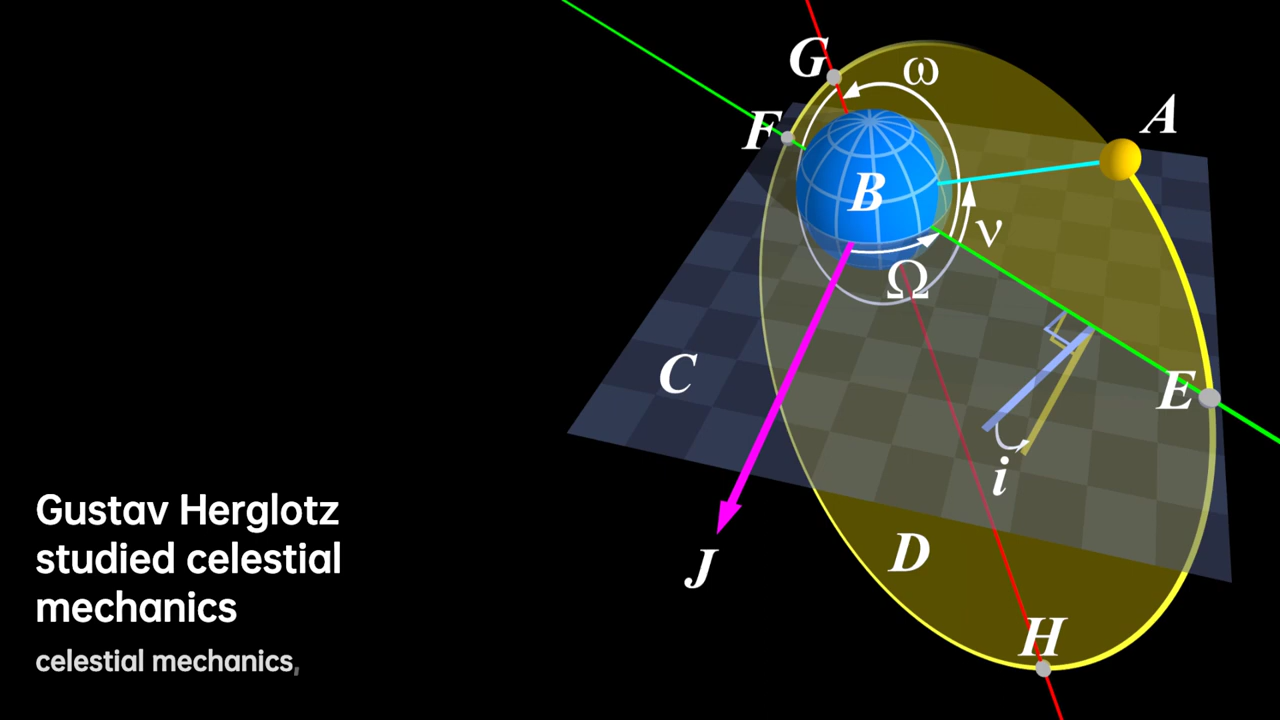 G
ω
A
F
B
ν
Ω
C
E
i
D
J
H
Gustav Herglotz
studied celestial
mechanics
celestial mechanics,